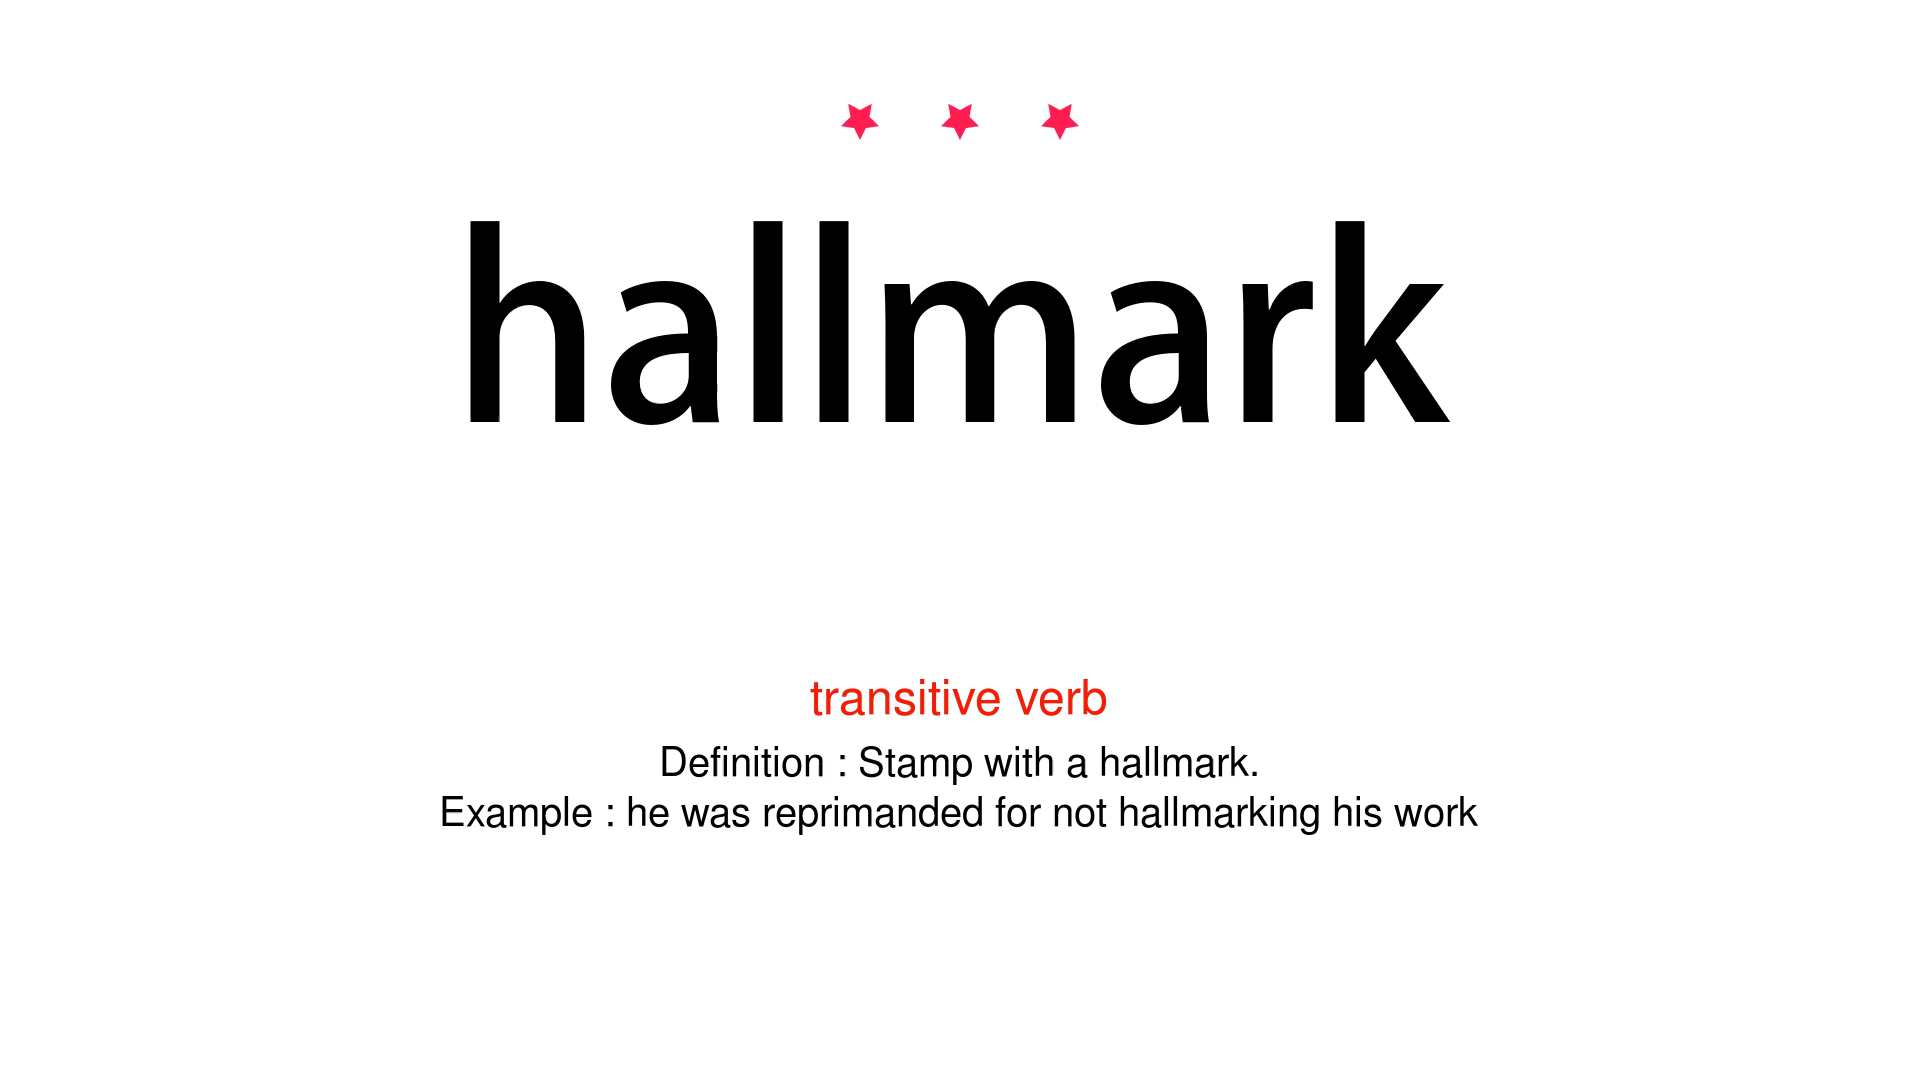 hallmark
transitive verb
Definition : Stamp with a hallmark.
Example : he was reprimanded for not hallmarking his work